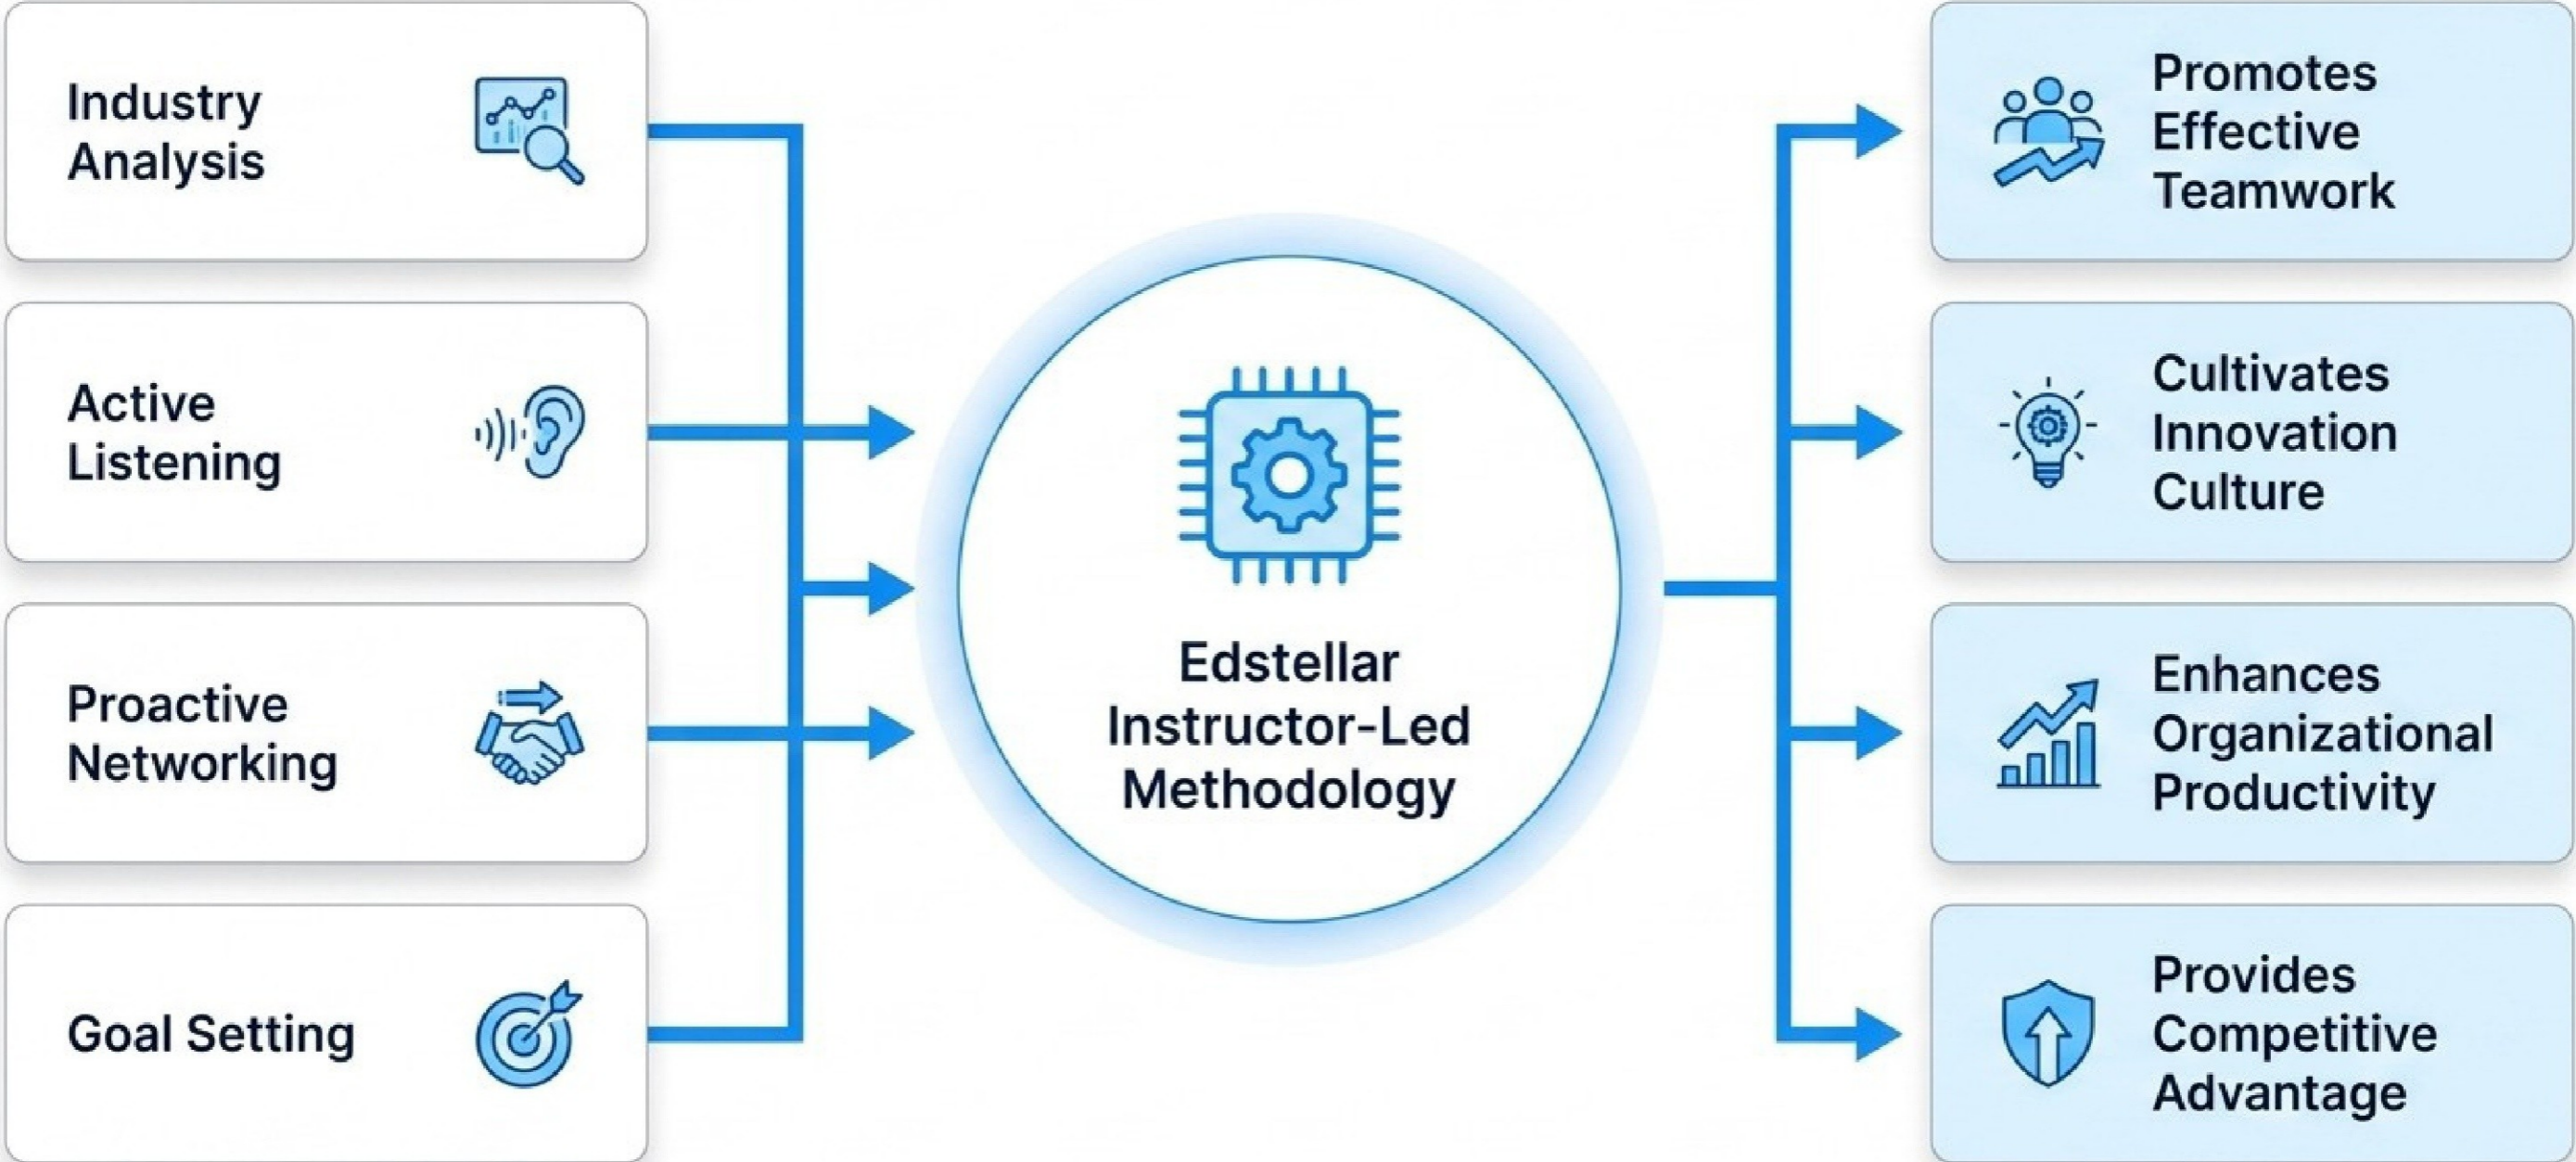 Industry
Analysis
Active
Listening
Proactive
Networking
Goal Setting
Edstellar
Instructor-Led
Methodology
Promotes
Effective
Teamwork
Cultivates
Innovation
Culture
Enhances
Organizational
Productivity
Provides
Competitive
Advantage